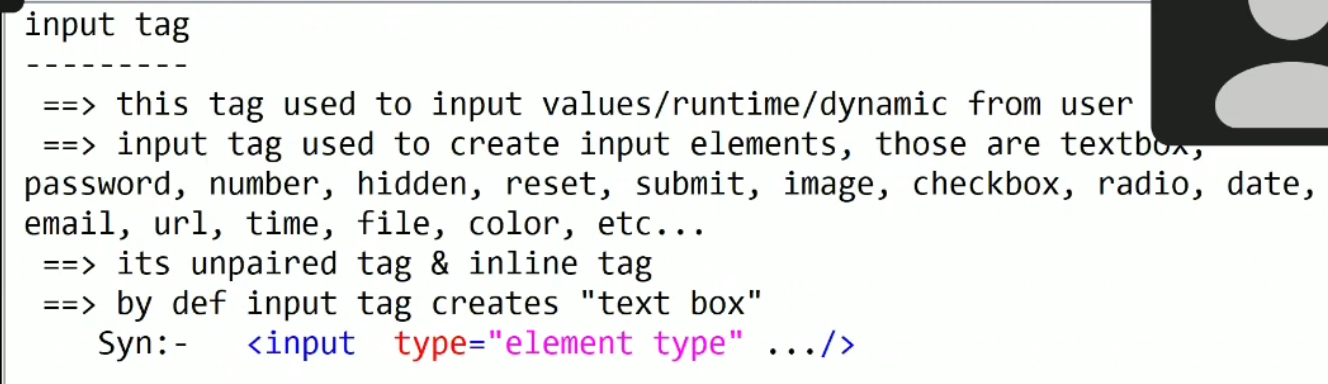 input tag
---------
==> this tag used to input values/runtime/dynamic from user
==> input tag used to create input elements, those are textbox,
password, number, hidden, reset, submit, image, checkbox, radio, date,
email, url, time, file, color, etc...
==> its unpaired tag & inline tag
==> by def input tag creates "text box"
Syn:-   <input  type="element type" .../>